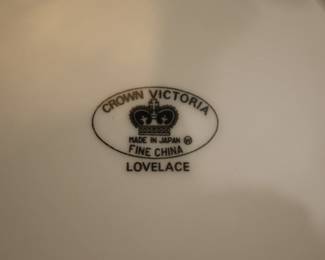 CROWN VICTORIA
MADE IN JAPAN
FINE CHINA
LOVELACE